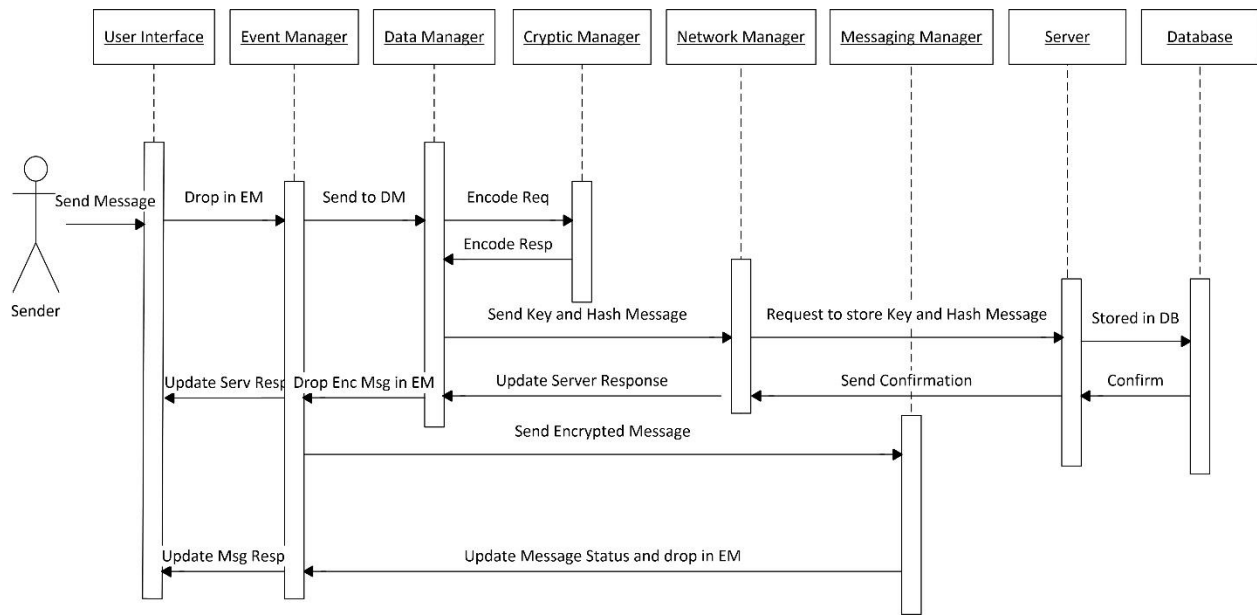 User Interface
Event Manager
Data Manager
Cryptic Manager
Network Manager
Messaging Manager
Server
Database
Send Message
Drop in EM
Send to DM
Encode Req
Encode Resp
Sender
Send Key and Hash Message
Request to store Key and Hash Message
Stored in DB
Update Serv Resp
Drop Enc Msg in EM
Update Server Response
Send Confirmation
Confirm
Send Encrypted Message
Update Msg Resp
Update Message Status and drop in EM